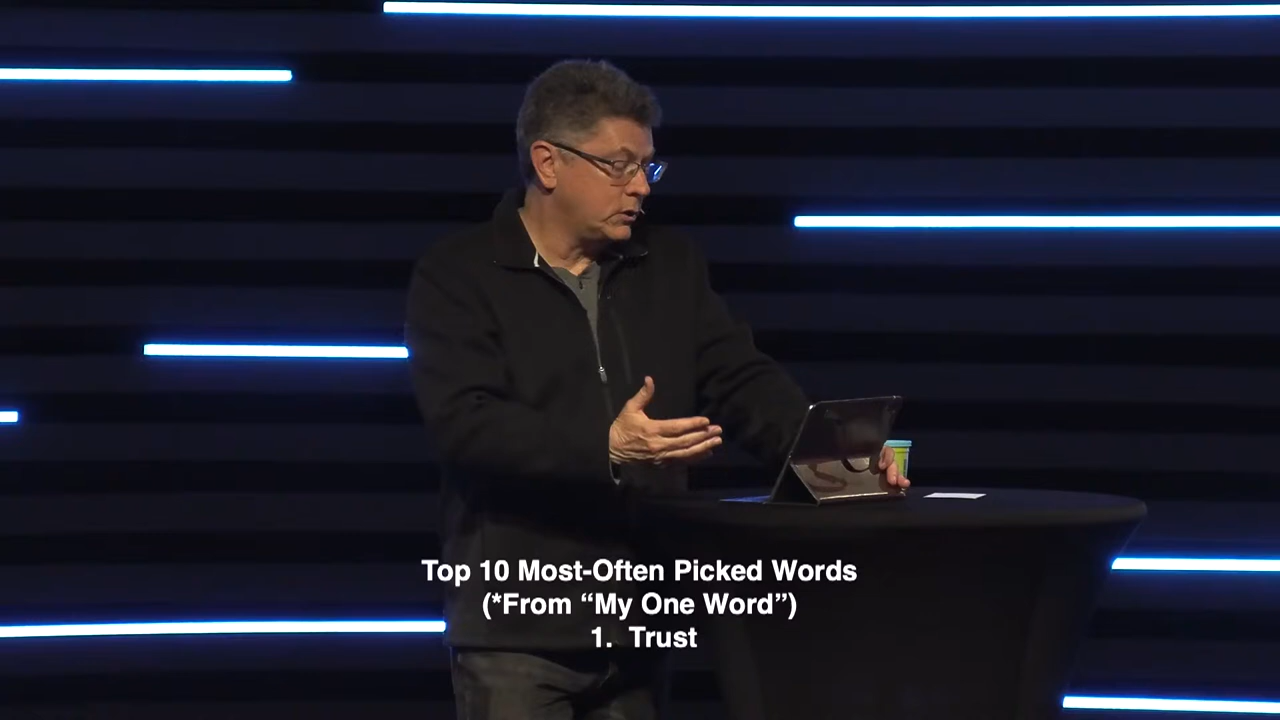 Top 10 Most-Often Picked Words
(*From “My One Word”)
1.  Trust